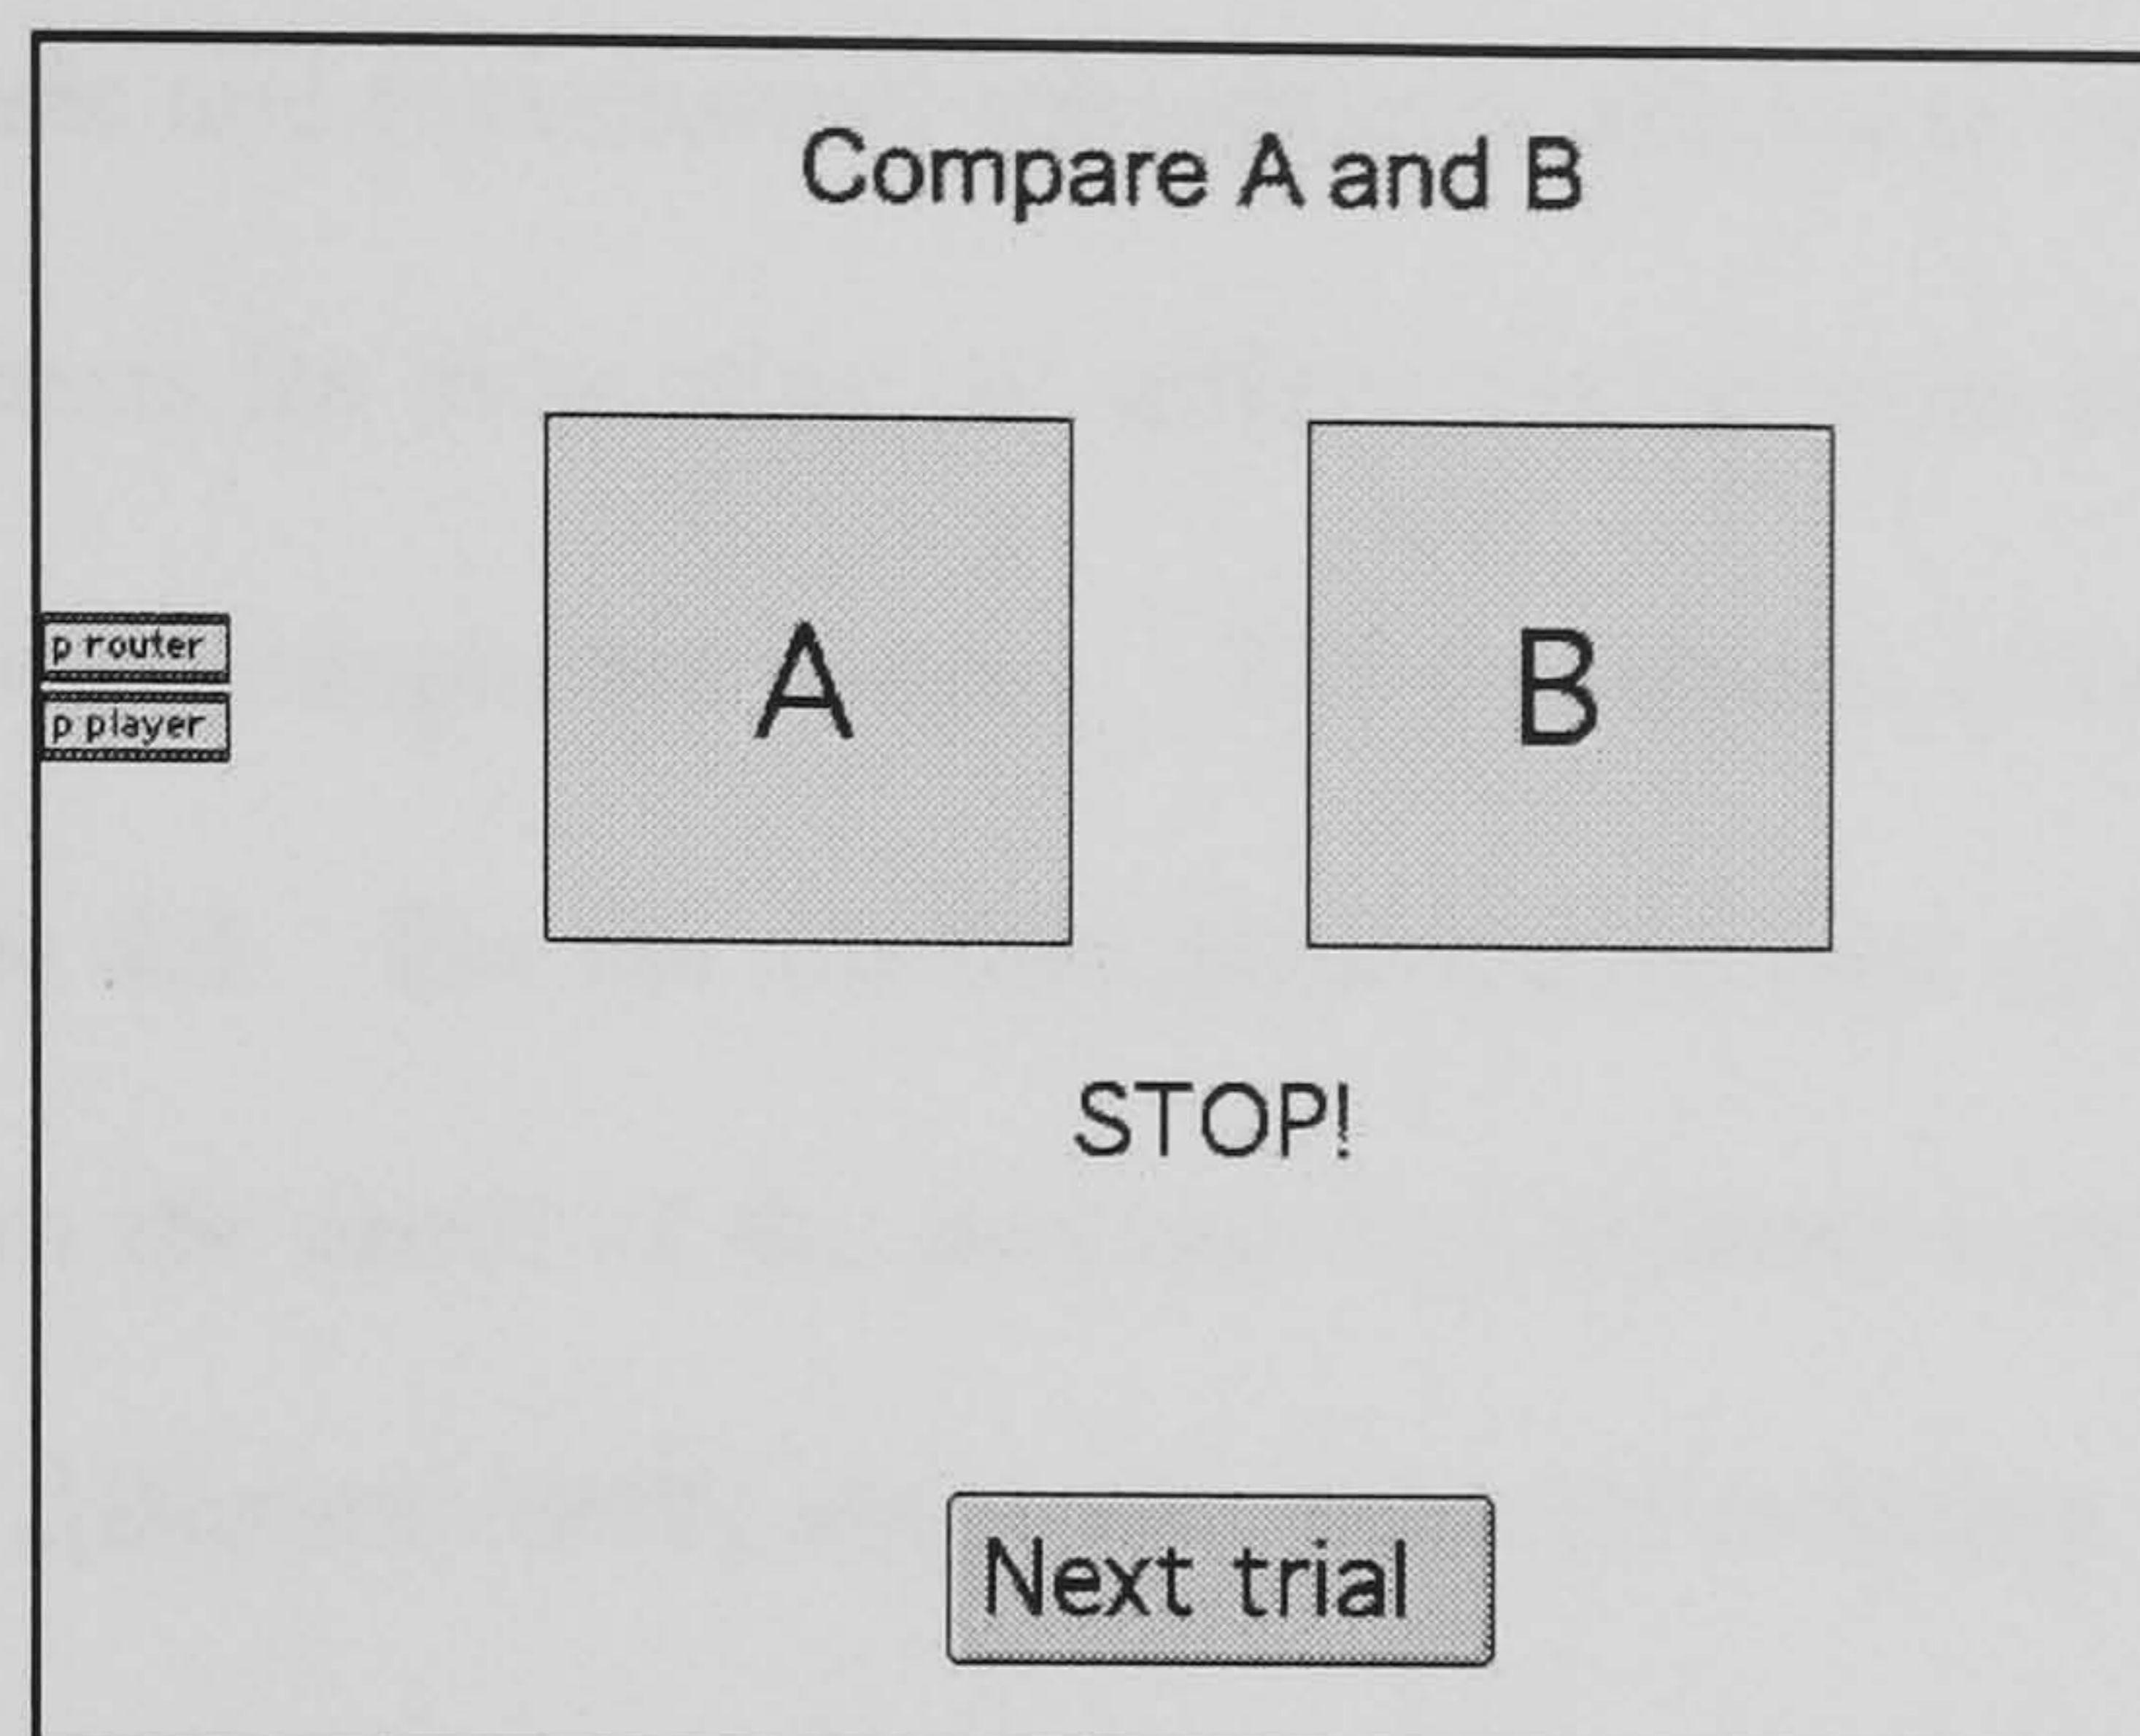 Compare A and B
p router
p player
A
B
STOP!
Next trial